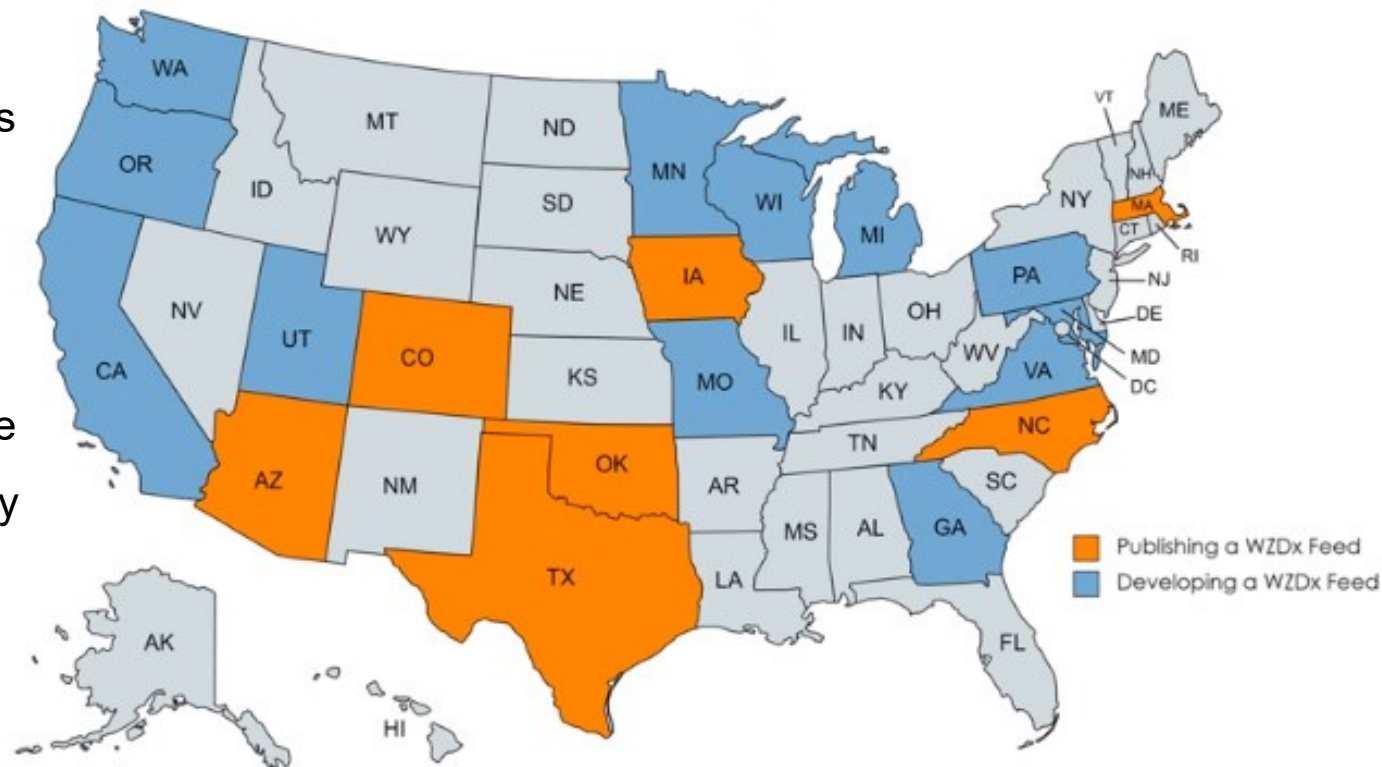 s
e
y
WA
OR
CA
ID
NV
MT
WY
UT
AZ
CO
NM
ND
SD
NE
KS
OK
TX
MN
IA
MO
AR
LA
WI
IL
MS
MI
IN
KY
TN
AL
OH
WV
GA
FL
SC
NC
VA
PA
NY
VT
NH
ME
MA
CT
RI
NJ
DE
MD
DC
AK
HI
Publishing a WZDx Feed
Developing a WZDx Feed